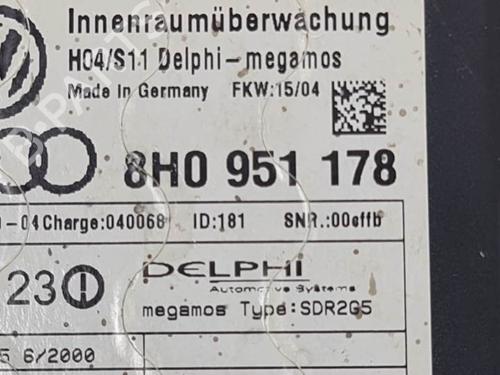 Innenraumüberwachung
H04/S11 Delphi-megamos
Made in Germany FKW:15/04
8H0 951 178
-04 Charge:040068 ID:181 SNR.:00effb
23
DELPHI
Automotive Systems
megamos Type:SDR2G5
5 6/2000